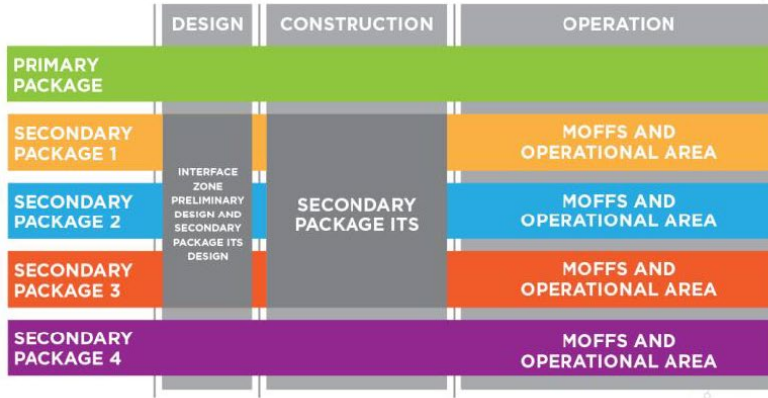 DESIGN
CONSTRUCTION
OPERATION
PRIMARY
PACKAGE
SECONDARY
PACKAGE 1
MOFFS AND
OPERATIONAL AREA
INTERFACE
ZONE
PRELIMINARY
DESIGN AND
SECONDARY
PACKAGE ITS
DESIGN
SECONDARY
PACKAGE ITS
SECONDARY
PACKAGE 2
MOFFS AND
OPERATIONAL AREA
SECONDARY
PACKAGE 3
MOFFS AND
OPERATIONAL AREA
SECONDARY
PACKAGE 4
MOFFS AND
OPERATIONAL AREA